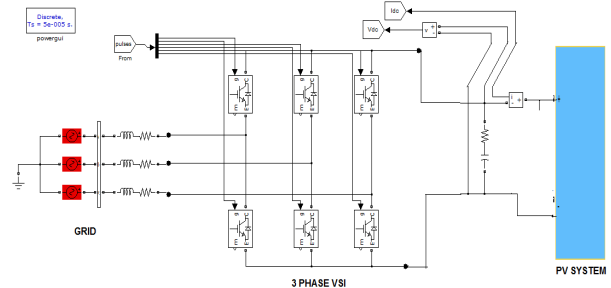 Discrete,
Ts = 5e-005 s.
powergui
pulses
From
Idc
Vdc
v
+
-
i
+
-
g
C
E
g
C
E
g
C
E
g
C
E
g
C
E
g
C
E
GRID
3 PHASE VSI
PV SYSTEM